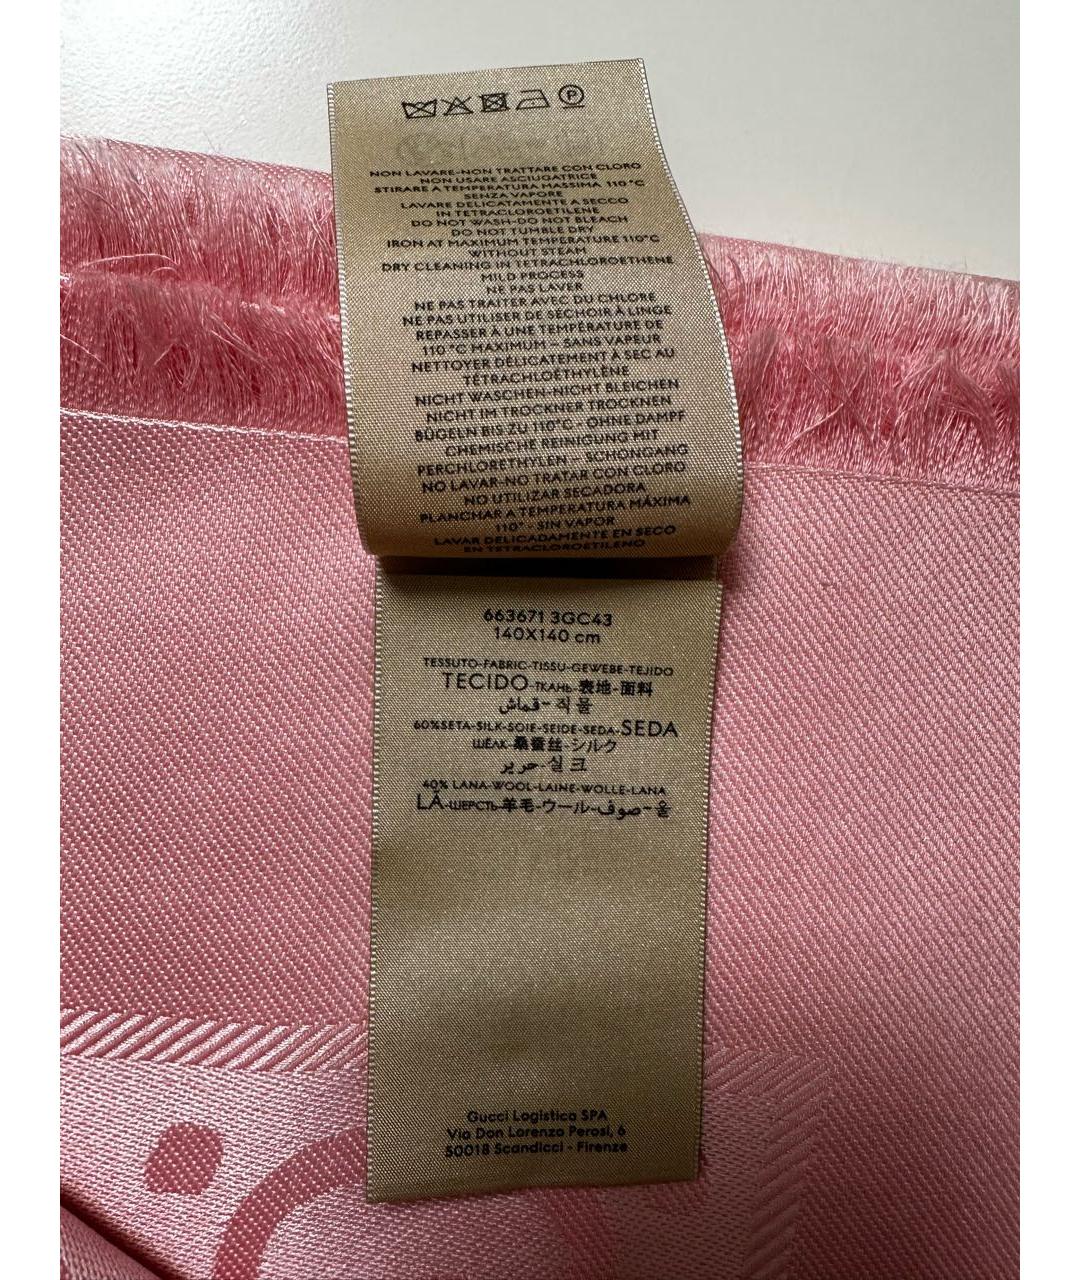 NON LAVARE-NON TRATTARE CON CLORO
NON USARE ASCIUGATRICE
STIRARE A TEMPERATURA MASSIMA 110 °C
SENZA VAPORE
LAVARE DELICATAMENTE A SECCO
IN TETRACLOROETILENE
DO NOT WASH-DO NOT BLEACH
DO NOT TUMBLE DRY
IRON AT MAXIMUM TEMPERATURE 110°C
WITHOUT STEAM
DRY CLEANING IN TETRACHLOROETHENE
MILD PROCESS
NE PAS LAVER
NE PAS TRAITER AVEC DU CHLORE
NE PAS UTILISER DE SÉCHOIR À LINGE
REPASSER À UNE TEMPÉRATURE DE
110 °C MAXIMUM – SANS VAPEUR
NETTOYER DÉLICATEMENT À SEC AU
TÉTRACHLOÉTHYLÈNE
NICHT WASCHEN-NICHT BLEICHEN
NICHT IM TROCKNER TROCKNEN
BÜGELN BIS ZU 110°C - OHNE DAMPF
CHEMISCHE REINIGUNG MIT
PERCHLORETHYLEN – SCHONGANG
NO LAVAR-NO TRATAR CON CLORO
NO UTILIZAR SECADORA
PLANCHAR A TEMPERATURA MÁXIMA
110° - SIN VAPOR
LAVAR DELICADAMENTE EN SECO
EN TETRACLOROETILENO
663671 3GC43
140X140 cm
TESSUTO-FABRIC-TISSU-GEWEBE-TEJIDO
TECIDO-ТКАНЬ-表地-面料
قماش-직물
60%SETA-SILK-SOIE-SEIDE-SEDA-SEDA
ШЁЛК-桑蚕丝-シルク
حرير-실크
40% LANA-WOOL-LAINE-WOLLE-LANA
LÃ-ШЕРСТЬ-羊毛-ウール-صوف-울
Gucci Logistica SPA
Via Don Lorenzo Perosi, 6
50018 Scandicci - Firenze